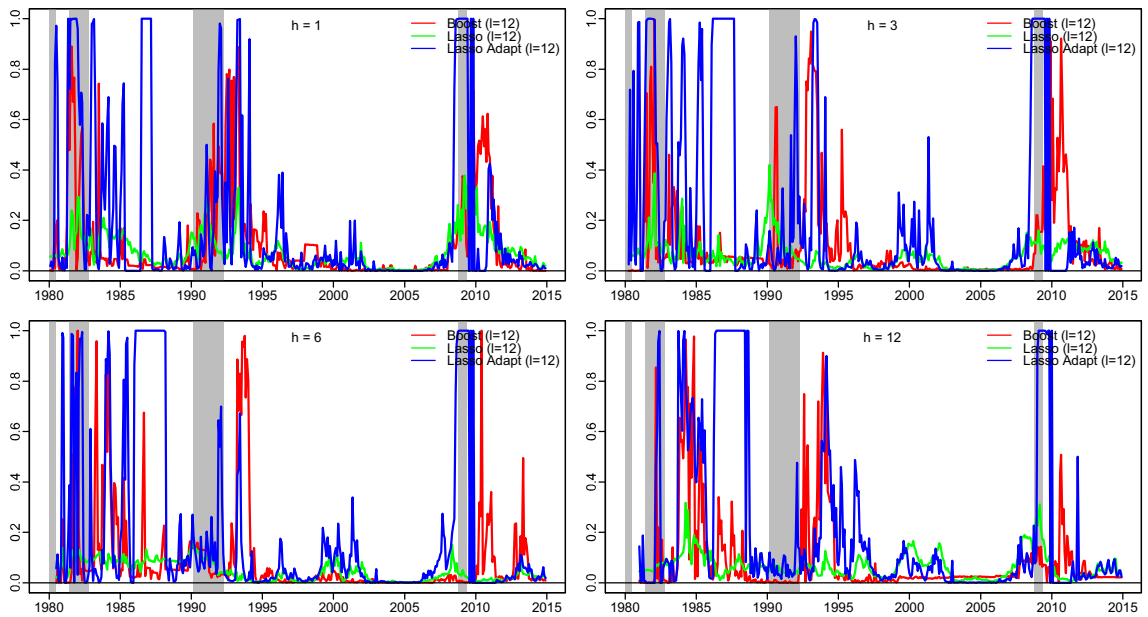 h = 1
Boost (l=12)
Lasso (l=12)
Lasso Adapt (l=12)
0.0 0.2 0.4 0.6 0.8 1.0
1980 1985 1990 1995 2000 2005 2010 2015
h = 3
Boost (l=12)
Lasso (l=12)
Lasso Adapt (l=12)
0.0 0.2 0.4 0.6 0.8 1.0
1980 1985 1990 1995 2000 2005 2010 2015
h = 6
Boost (l=12)
Lasso (l=12)
Lasso Adapt (l=12)
0.0 0.2 0.4 0.6 0.8 1.0
1980 1985 1990 1995 2000 2005 2010 2015
h = 12
Boost (l=12)
Lasso (l=12)
Lasso Adapt (l=12)
0.0 0.2 0.4 0.6 0.8 1.0
1980 1985 1990 1995 2000 2005 2010 2015